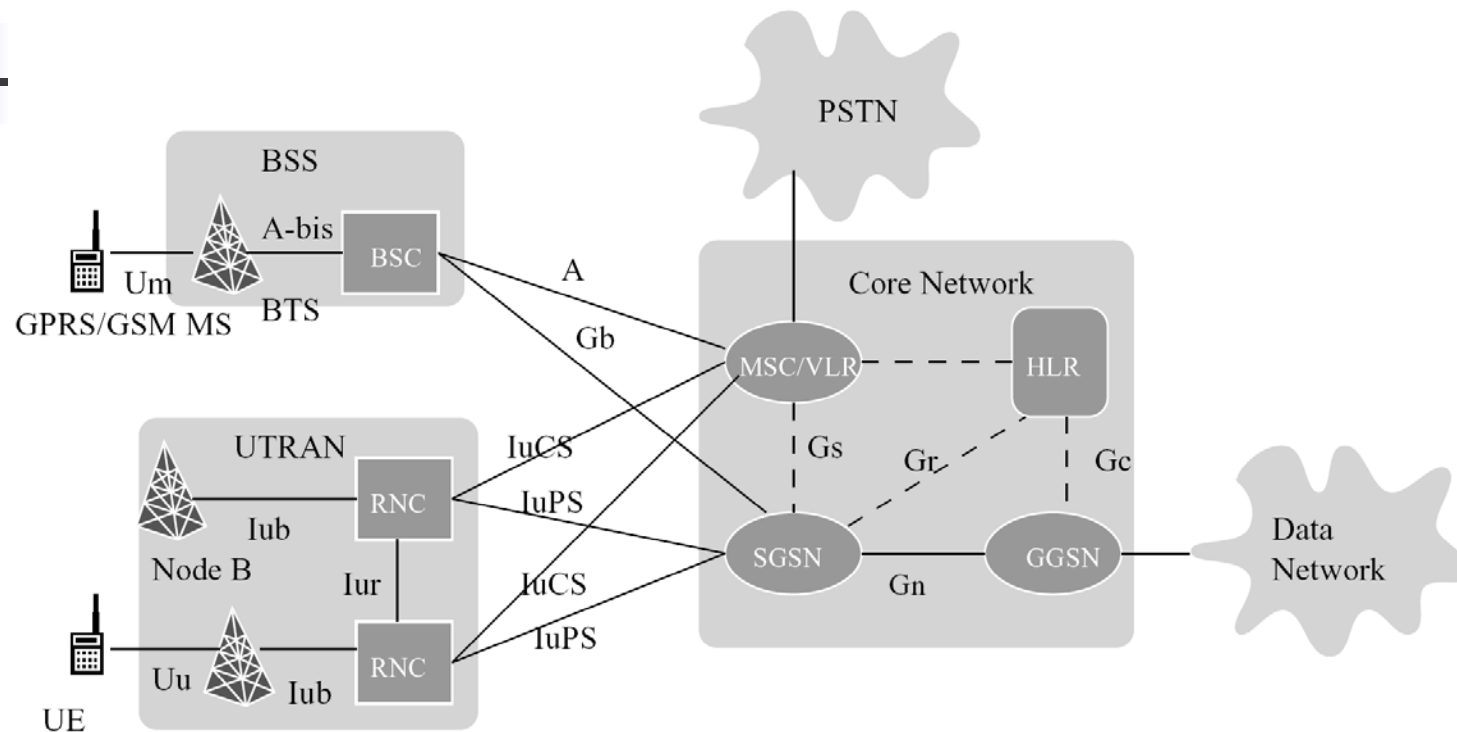 PSTN
BSS
A-bis
BSC
Um
BTS
GPRS/GSM MS
A
Gb
Core Network
MSC/VLR
HLR
Gs
Gr
Gc
UTRAN
RNC
Iub
Node B
Iur
IuCS
IuPS
SGSN
Gn
GGSN
Data
Network
IuCS
IuPS
RNC
Uu
Iub
UE